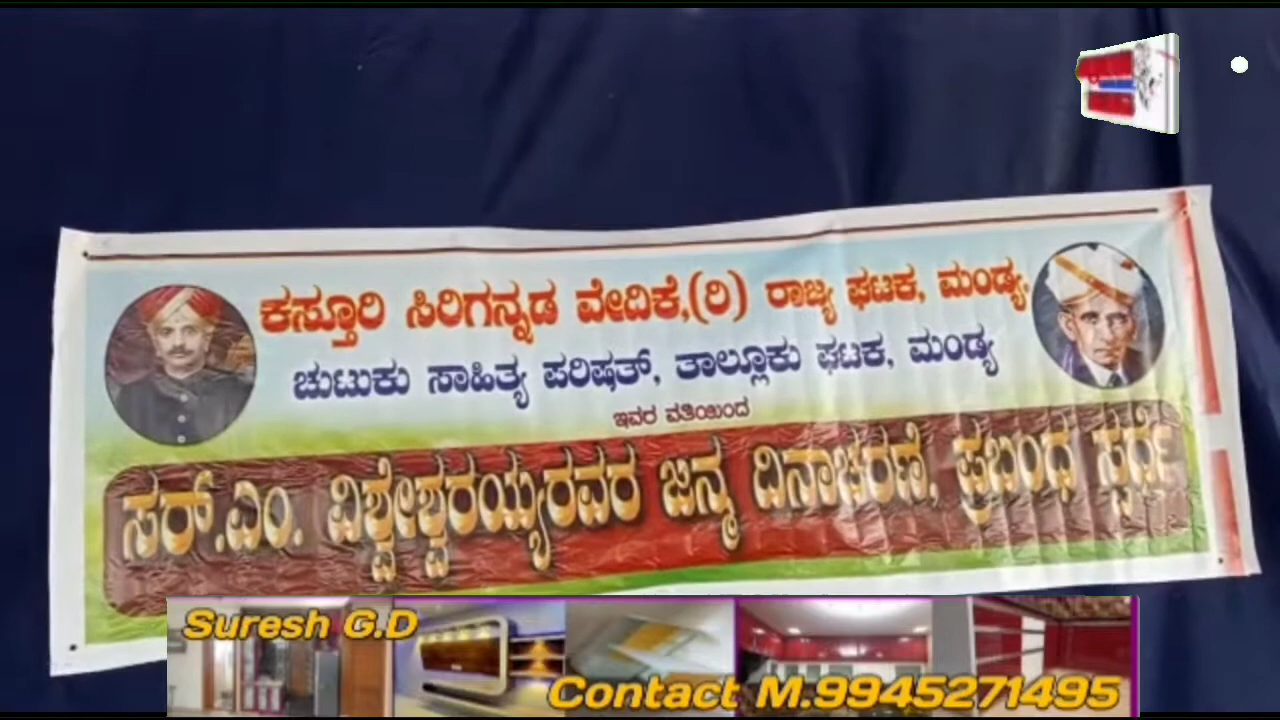 ಕಸ್ತೂರಿ ಸಿರಿಗನ್ನಡ ವೇದಿಕೆ,(ರಿ) ರಾಜ್ಯ ಘಟಕ, ಮಂಡ್ಯ,
ಚುಟುಕು ಸಾಹಿತ್ಯ ಪರಿಷತ್, ತಾಲ್ಲೂಕು ಘಟಕ, ಮಂಡ್ಯ
ಇವರ ವತಿಯಿಂದ
ಸರ್.ಎಂ. ವಿಶ್ವೇಶ್ವರಯ್ಯರವರ ಜನ್ಮ ದಿನಾಚರಣೆ, ಪ್ರಬಂಧ ಸ್ಪರ್ಧೆ
Suresh G.D
Contact M.9945271495